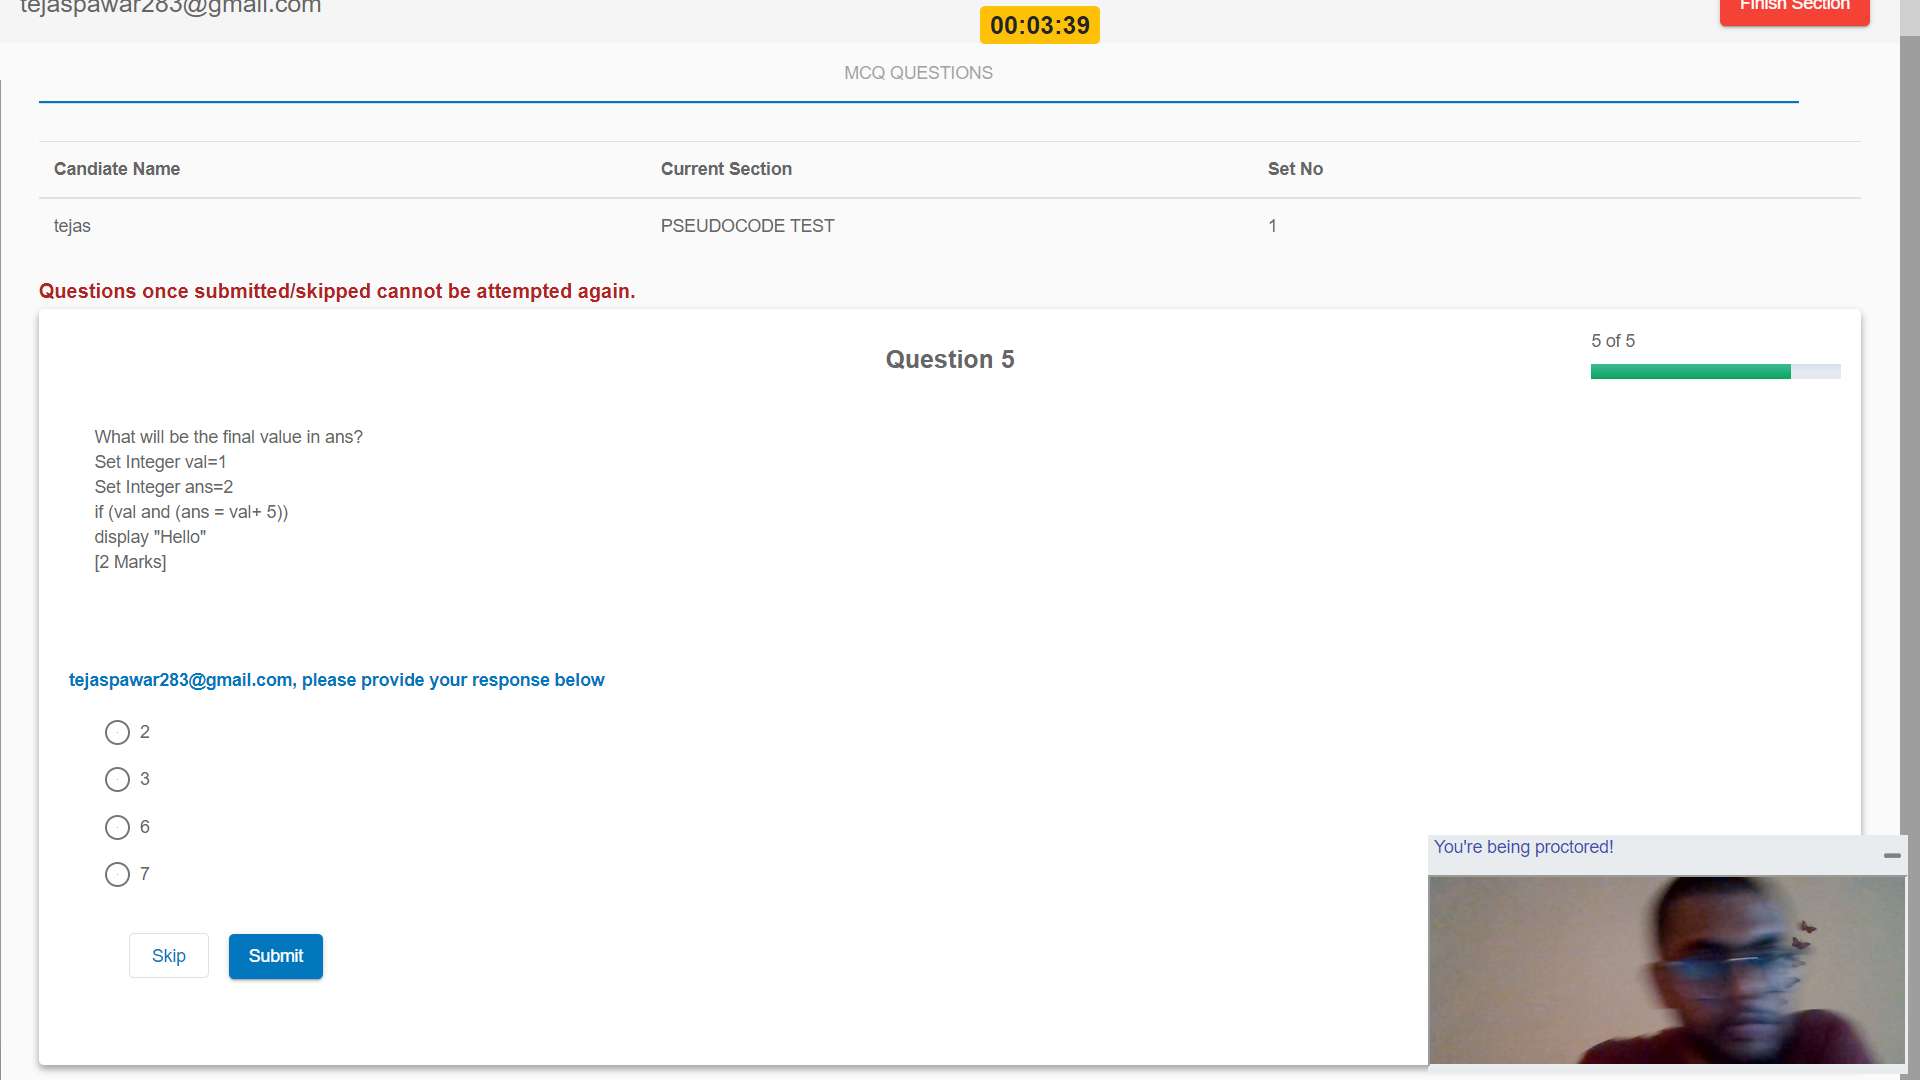 tejaspawar283@gmail.com
00:03:39
Finish Section
MCQ QUESTIONS
Candiate Name
Current Section
Set No
tejas
PSEUDOCODE TEST
1
Questions once submitted/skipped cannot be attempted again.
5 of 5
Question 5
What will be the final value in ans?
Set Integer val=1
Set Integer ans=2
if (val and (ans = val+ 5))
display "Hello"
[2 Marks]
tejaspawar283@gmail.com, please provide your response below
2
3
6
7
You're being proctored!
Skip
Submit